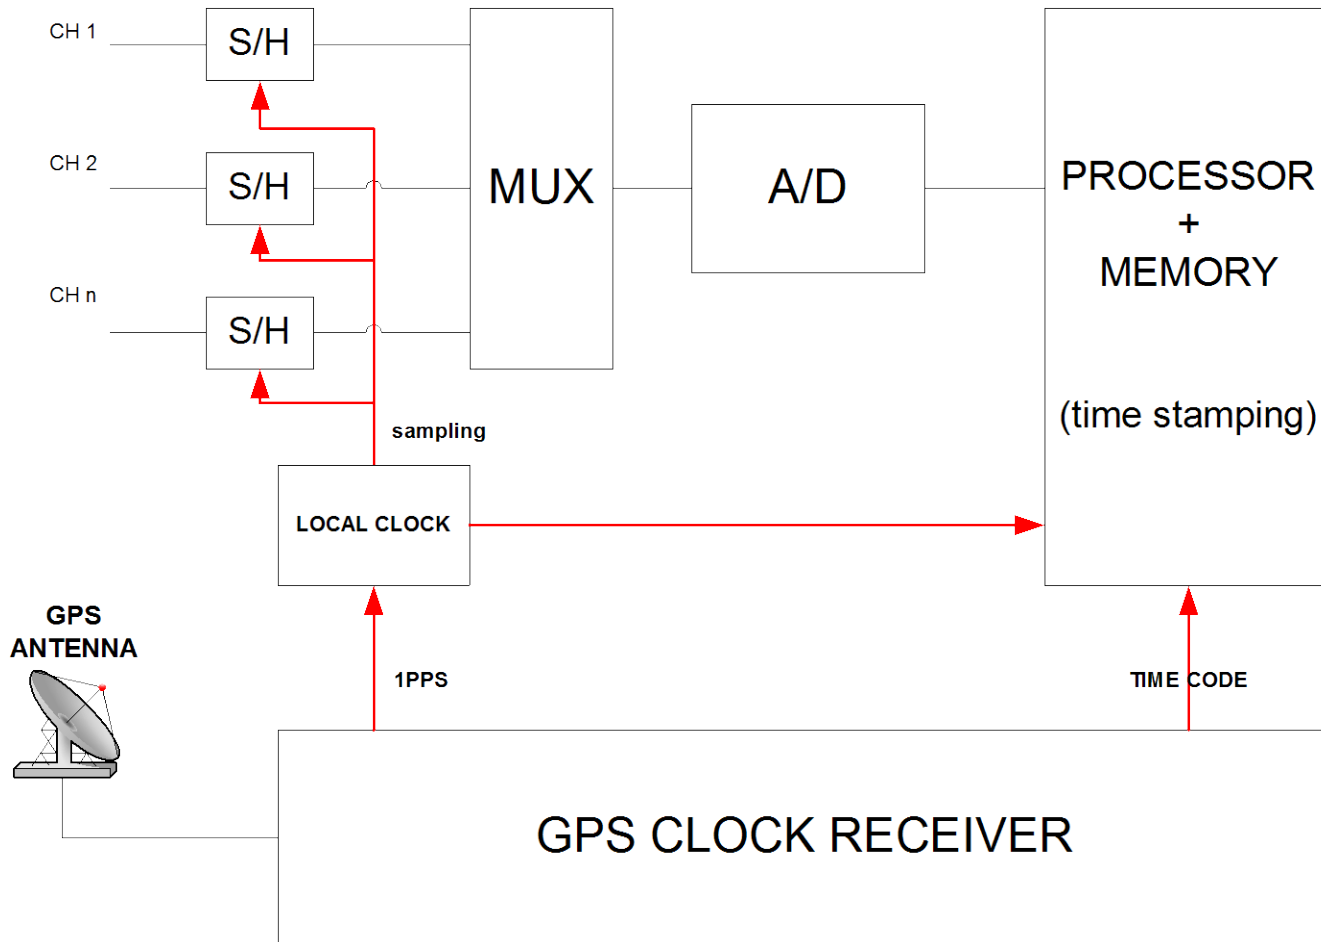 CH 1
S/H
CH 2
S/H
MUX
A/D
PROCESSOR
+
MEMORY
CH n
S/H
(time stamping)
sampling
LOCAL CLOCK
GPS
ANTENNA
1PPS
TIME CODE
GPS CLOCK RECEIVER